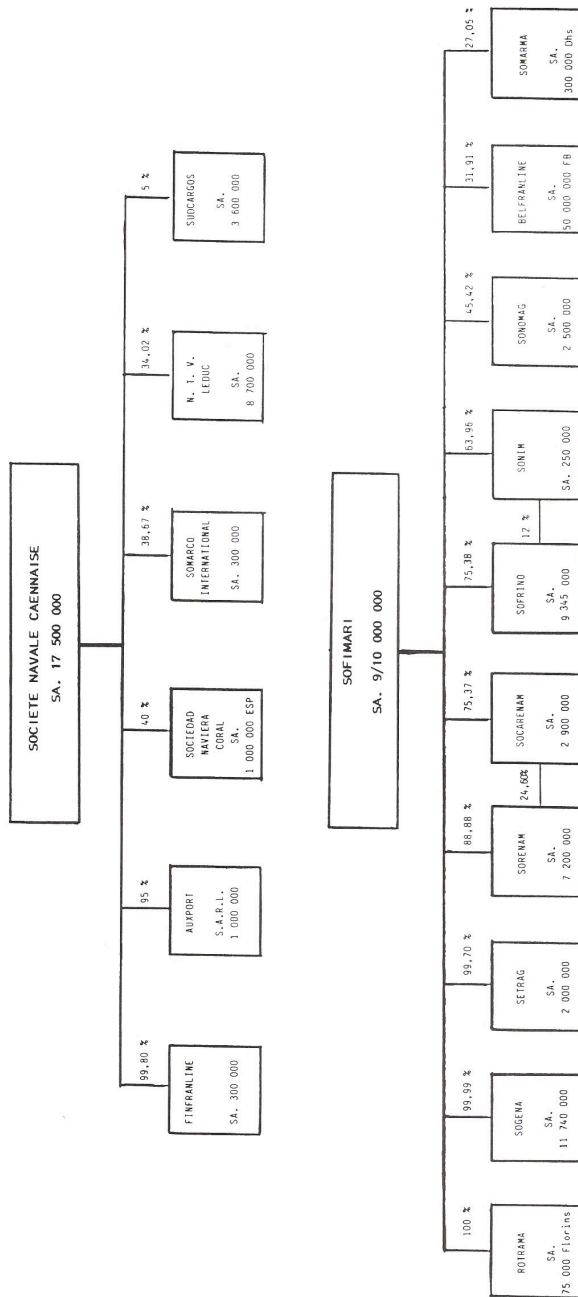 SOCIETE NAVALE CAENNAISE
SA. 17 500 000
99,80 %
95 %
40 %
38,67 %
34,02 %
5 %
FINFRANLINE
SA. 300 000
AUXPORT
S.A.R.L.
1 000 000
SOCIEDAD
NAVIERA
CORAL
SA.
1 000 000 ESP
SOMARCO
INTERNATIONAL
SA. 300 000
N. T. V.
LEDUC
SA.
8 700 000
SUDCARGOS
SA.
3 600 000
SOFIMARI
SA. 9/10 000 000
100 %
99,99 %
99,70 %
88,88 %
75,37 %
75,38 %
63,96 %
45,42 %
31,91 %
27,05 %
ROTRAMA
SA.
75 000 Florins
SOGENA
SA.
11 740 000
SETRAG
SA.
2 000 000
SORENAM
SA.
7 200 000
24,60%
SOCARENAM
SA.
2 900 000
SOFRINO
SA.
9 345 000
12 %
SONIM
SA. 250 000
SONOMAG
SA.
2 500 000
BELFRANLINE
SA.
50 000 000 FB
SOMARMA
SA.
300 000 Dhs